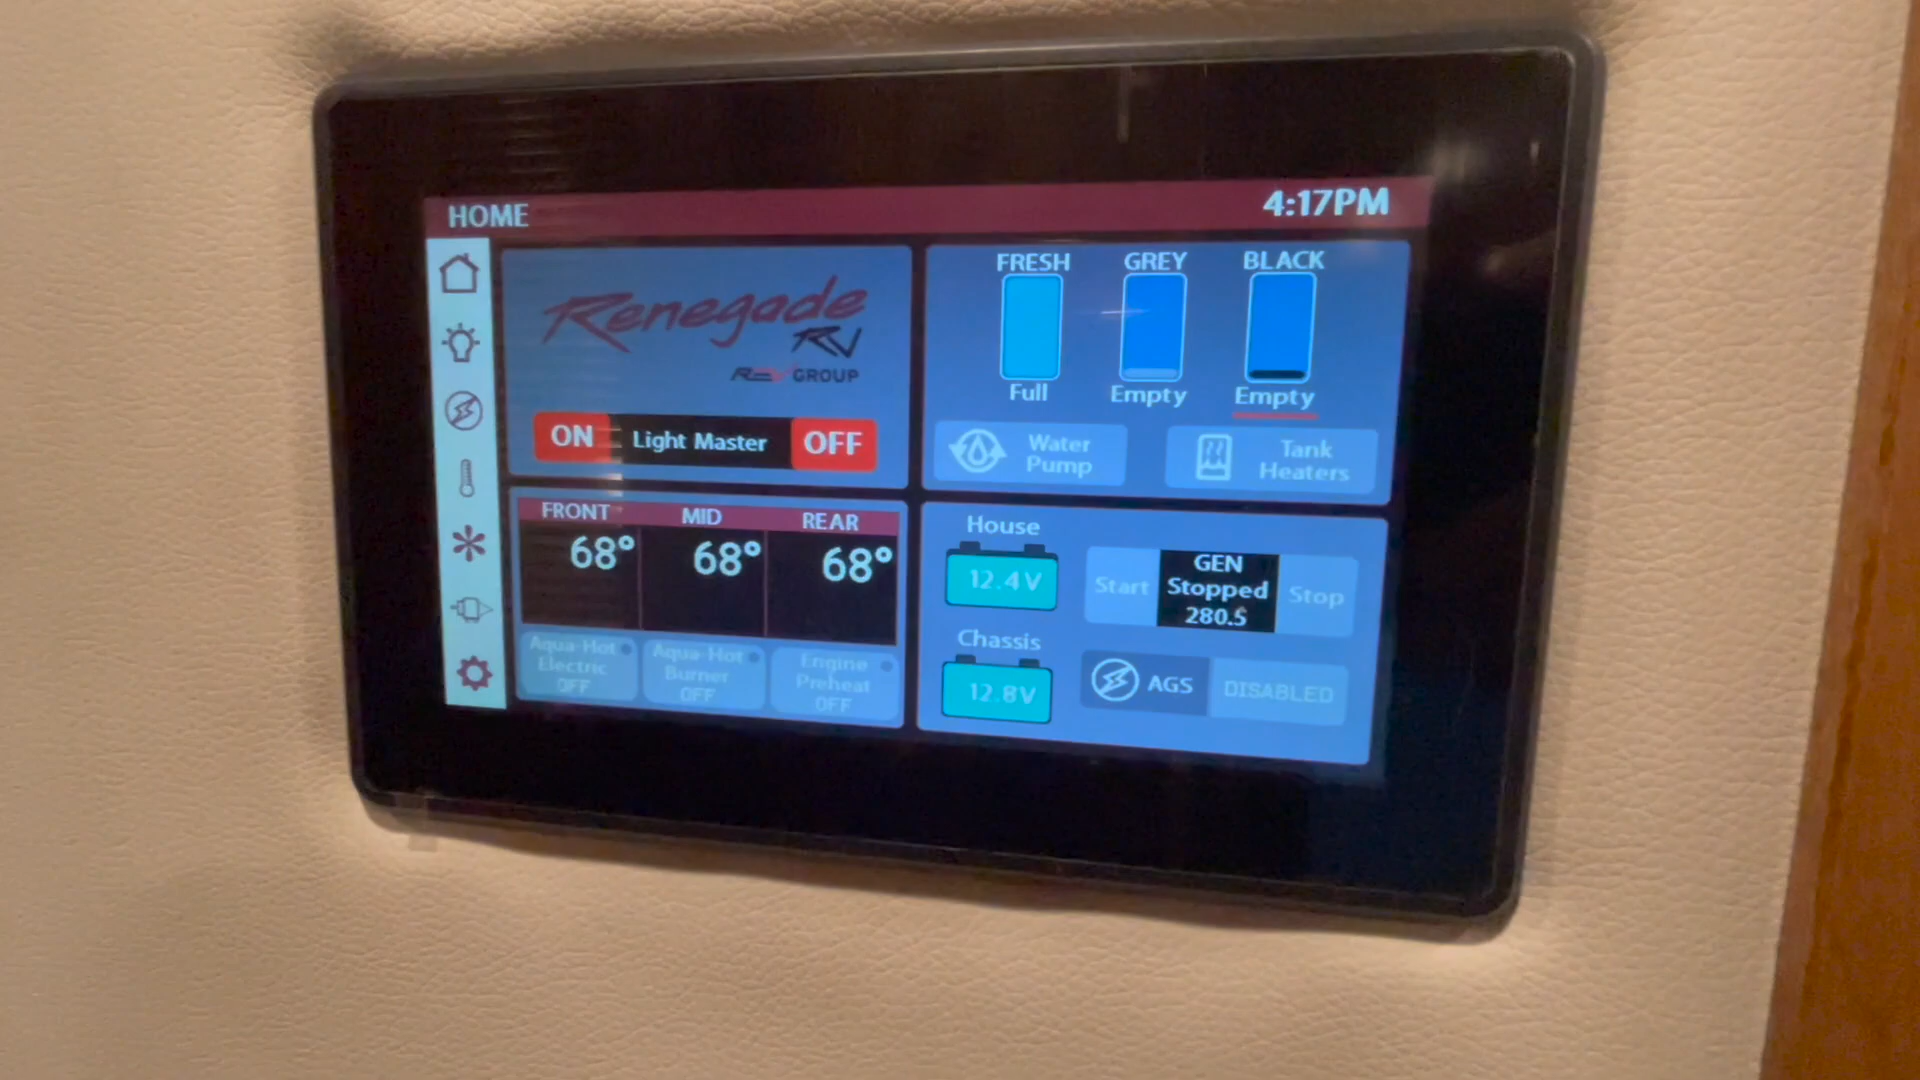 HOME
4:17PM
Renegade
RV
REV GROUP
ON
Light Master
OFF
FRESH
GREY
BLACK
Full
Empty
Empty
Water
Pump
Tank
Heaters
FRONT
MID
REAR
68°
68°
68°
Aqua-Hot
Electric
OFF
Aqua-Hot
Burner
OFF
Engine
Preheat
OFF
House
12.4V
Chassis
12.8V
Start
GEN
Stopped
280.5
Stop
AGS
DISABLED